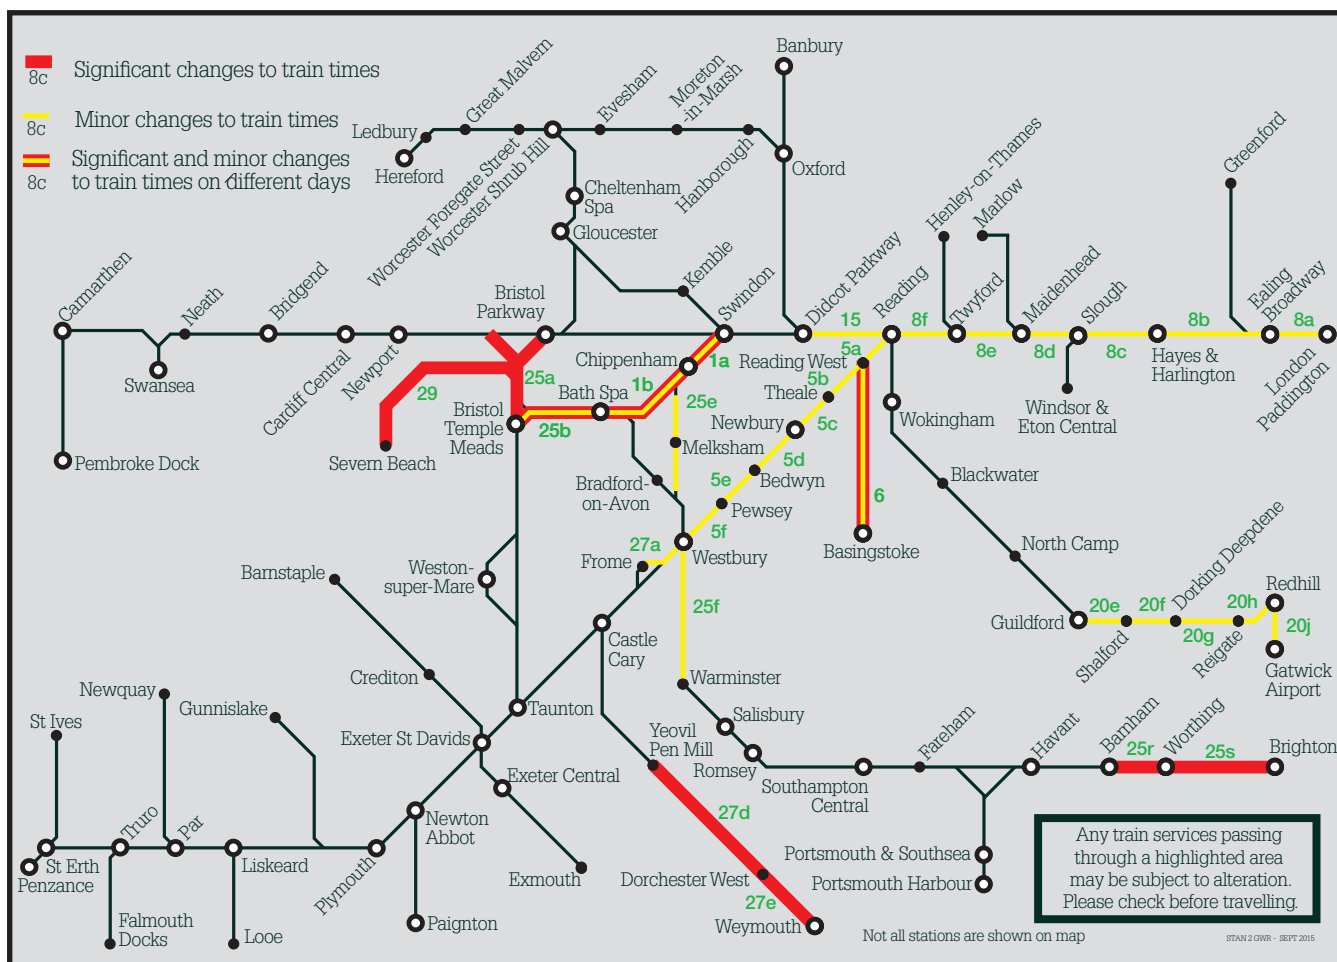 Significant changes to train times
8c
Minor changes to train times
8c
Significant and minor changes
to train times on different days
8c
Banbury
Ledbury
Great Malvern
Evesham
Moreton
-in-Marsh
Hereford
Worcester Foregate Street
Worcester Shrub Hill
Hanborough
Oxford
Cheltenham
Spa
Gloucester
Kemble
Henley-on-Thames
Marlow
Greenford
Carmarthen
Neath
Bridgend
Swansea
Cardiff Central
Newport
Bristol
Parkway
Swindon
Didcot Parkway
15
Reading
8f
Twyford
8e
Maidenhead
8d
Slough
8c
Hayes &
Harlington
8b
Ealing
Broadway
8a
London
Paddington
Pembroke Dock
Severn Beach
29
25a
Bristol
Temple
Meads
25b
Bath Spa
1b
Chippenham
1a
25e
Melksham
Bradford-
on-Avon
Reading West
5a
5b
Theale
5c
Newbury
5d
Bedwyn
5e
Pewsey
5f
Westbury
6
Basingstoke
Wokingham
Windsor &
Eton Central
Blackwater
North Camp
Guildford
20e
Shalford
20f
Dorking Deepdene
20g
Reigate
20h
Redhill
20j
Gatwick
Airport
27a
Frome
25f
Weston-
super-Mare
Castle
Cary
Warminster
Barnstaple
Crediton
Taunton
Newquay
Gunnislake
St Ives
Exeter St Davids
Exeter Central
Yeovil
Pen Mill
Salisbury
Romsey
Southampton
Central
Fareham
Havant
Barnham
25r
Worthing
25s
Brighton
Newton
Abbot
27d
Dorchester West
27e
Weymouth
Portsmouth & Southsea
Portsmouth Harbour
Truro
Par
St Erth
Penzance
Liskeard
Plymouth
Exmouth
Falmouth
Docks
Looe
Paignton
Any train services passing
through a highlighted area
may be subject to alteration.
Please check before travelling.
Not all stations are shown on map
STAN 2 GWR - SEPT 2015